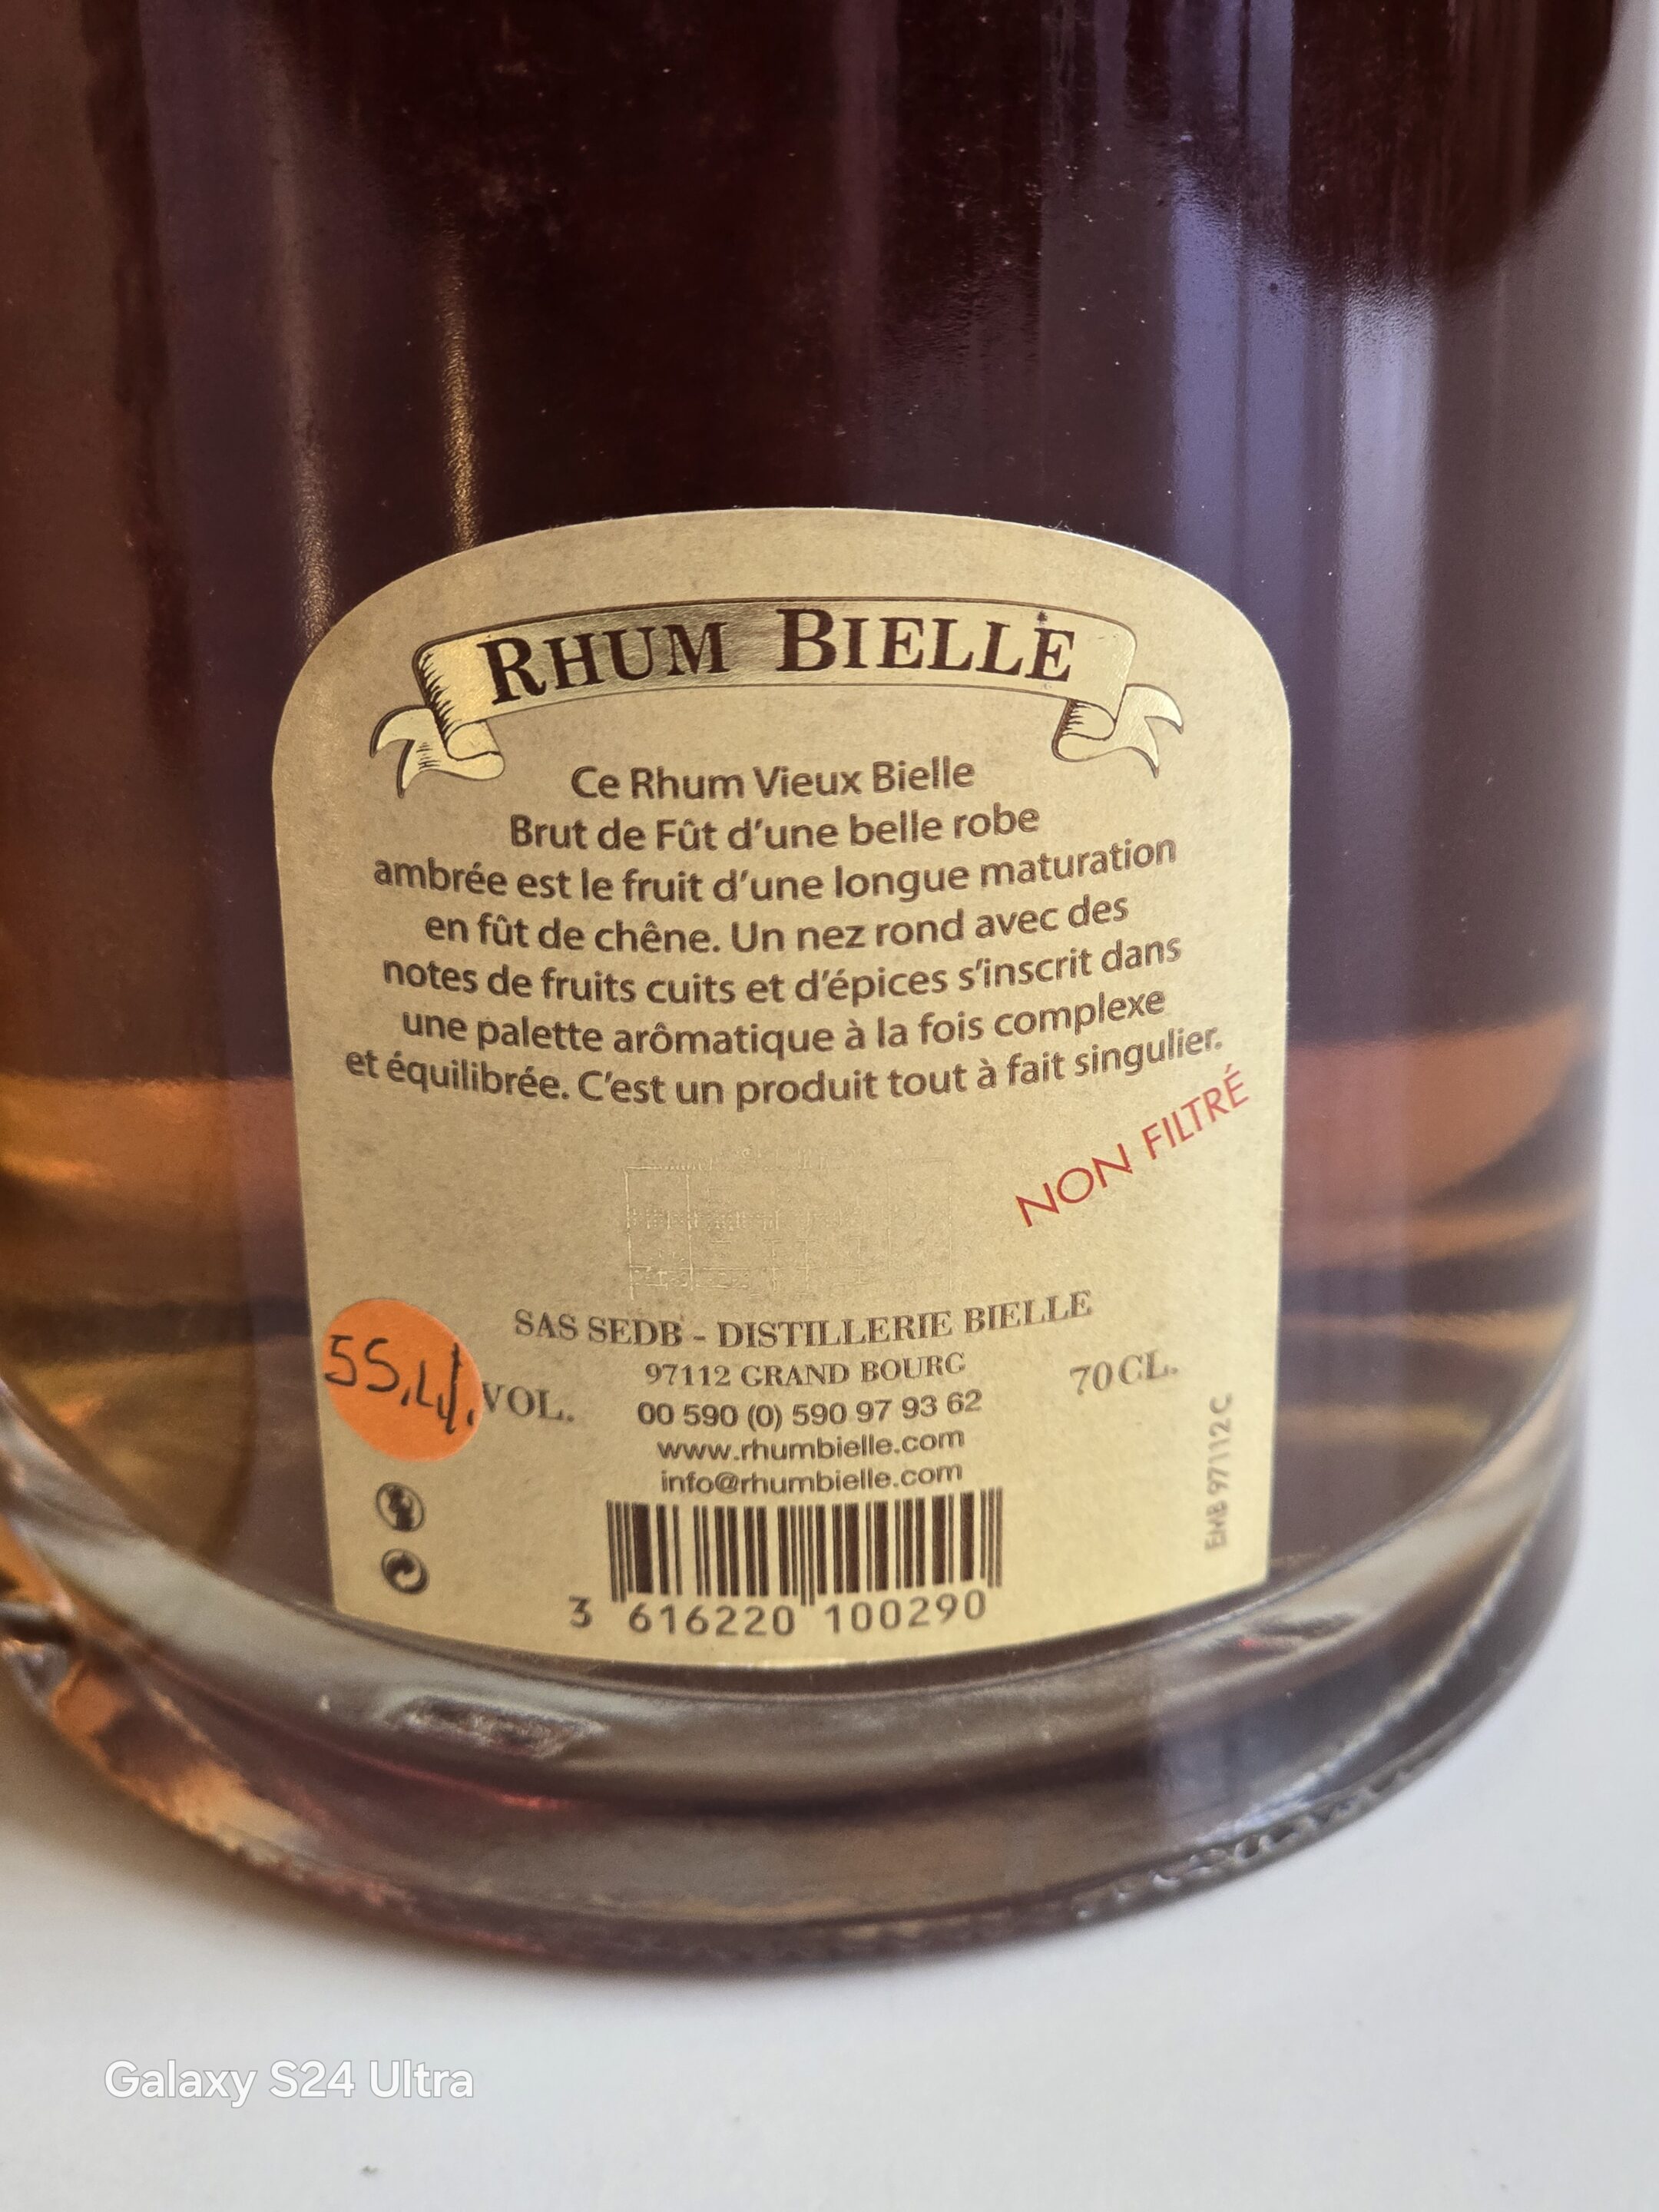 RHUM BIELLE
Ce Rhum Vieux Bielle
Brut de Fût d'une belle robe
ambrée est le fruit d'une longue maturation
en fût de chêne. Un nez rond avec des
notes de fruits cuits et d'épices s'inscrit dans
une palette arômatique à la fois complexe
et équilibrée. C'est un produit tout à fait singulier.
NON FILTRÉ
SAS SEDB - DISTILLERIE BIELLE
97112 GRAND BOURG
VOL.
70 CL.
00 590 (0) 590 97 93 62
www.rhumbielle.com
info@rhumbielle.com
EMB 97112 C
3 616220 100290
Galaxy S24 Ultra